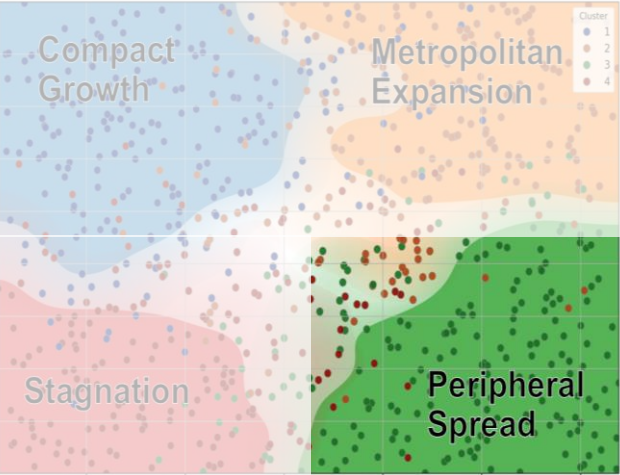 Compact
Growth
Metropolitan
Expansion
Cluster
1
2
3
4
Stagnation
Peripheral
Spread